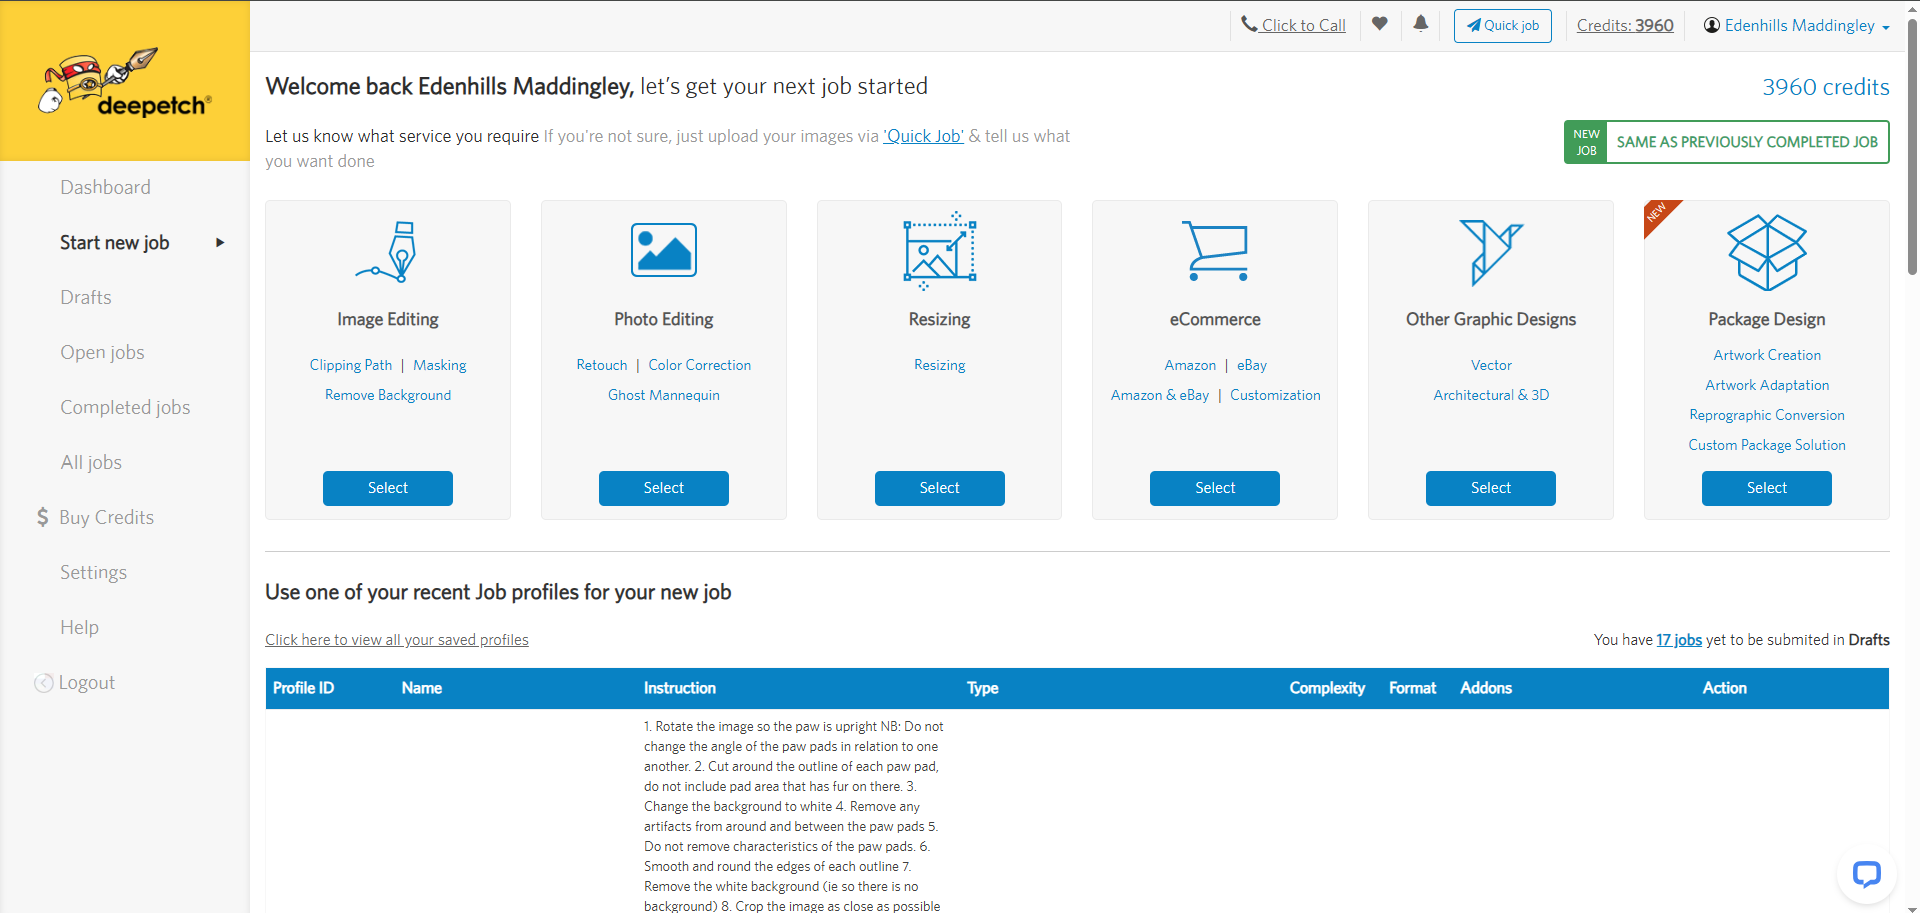 deepetch®
Click to Call
Quick job
Credits: 3960
Edenhills Maddingley
Dashboard
Start new job
Drafts
Open jobs
Completed jobs
All jobs
$ Buy Credits
Settings
Help
Logout
Welcome back Edenhills Maddingley, let's get your next job started
3960 credits
Let us know what service you require If you're not sure, just upload your images via 'Quick Job' & tell us what
you want done
NEW
JOB
SAME AS PREVIOUSLY COMPLETED JOB
Image Editing
Clipping Path | Masking
Remove Background
Select
Photo Editing
Retouch | Color Correction
Ghost Mannequin
Select
Resizing
Resizing
Select
eCommerce
Amazon | eBay
Amazon & eBay | Customization
Select
Other Graphic Designs
Vector
Architectural & 3D
Select
NEW
Package Design
Artwork Creation
Artwork Adaptation
Reprographic Conversion
Custom Package Solution
Select
Use one of your recent Job profiles for your new job
Click here to view all your saved profiles
You have 17 jobs yet to be submited in Drafts
Profile ID Name Instruction Type Complexity Format Addons Action
1. Rotate the image so the paw is upright NB: Do not
change the angle of the paw pads in relation to one
another. 2. Cut around the outline of each paw pad,
do not include pad area that has fur on there. 3.
Change the background to white 4. Remove any
artifacts from around and between the paw pads 5.
Do not remove characteristics of the paw pads. 6.
Smooth and round the edges of each outline 7.
Remove the white background (ie so there is no
background) 8. Crop the image as close as possible